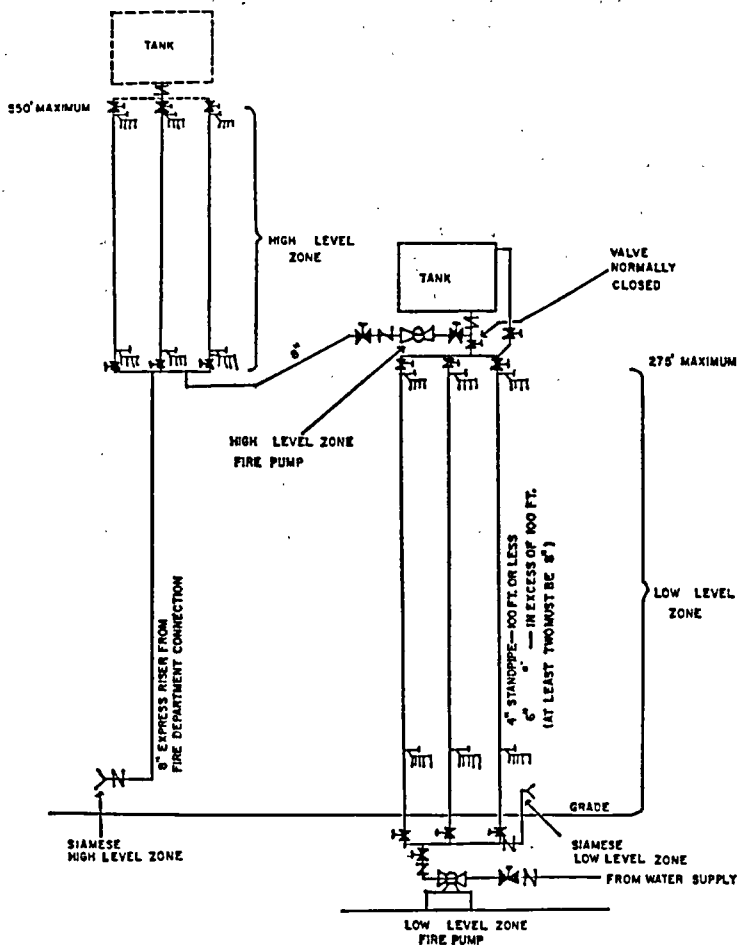 TANK
550' MAXIMUM
HIGH LEVEL
ZONE
TANK
VALVE
NORMALLY
CLOSED
8"
275' MAXIMUM
HIGH LEVEL ZONE
FIRE PUMP
4" STANDPIPE—100 FT. OR LESS
6" " — IN EXCESS OF 100 FT.
(AT LEAST TWO MUST BE 8")
LOW LEVEL
ZONE
8" EXPRESS RISER FROM
FIRE DEPARTMENT CONNECTION
GRADE
SIAMESE
HIGH LEVEL ZONE
SIAMESE
LOW LEVEL ZONE
FROM WATER SUPPLY
LOW LEVEL ZONE
FIRE PUMP